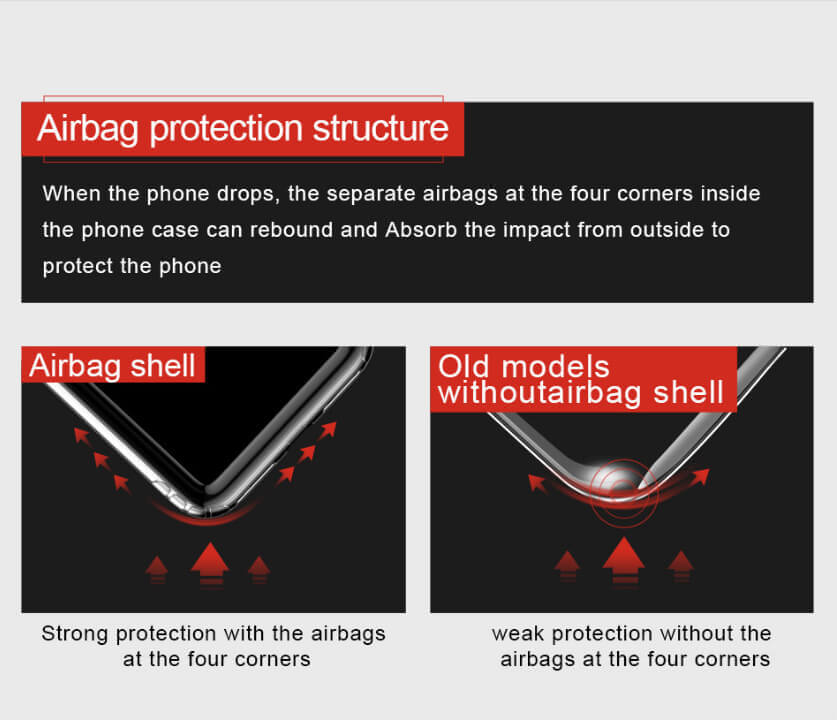 Airbag protection structure
When the phone drops, the separate airbags at the four corners inside
the phone case can rebound and Absorb the impact from outside to
protect the phone
Airbag shell
Old models
withoutairbag shell
Strong protection with the airbags
at the four corners
weak protection without the
airbags at the four corners